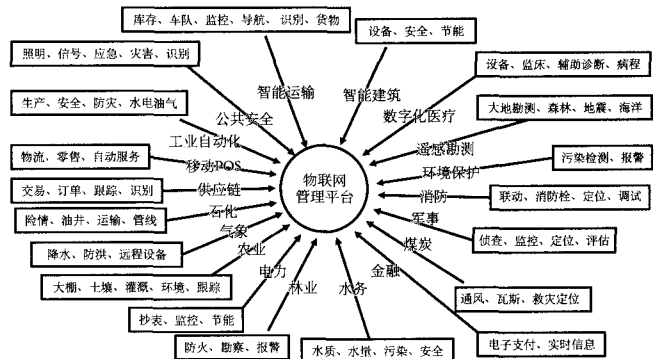 库存、车队、监控、导航、识别、货物
设备、安全、节能
照明、信号、应急、灾害、识别
设备、监床、辅助诊断、病程
智能运输
智能建筑
生产、安全、防灾、水电油气
公共安全
数字化医疗
大地勘测、森林、地震、海洋
工业自动化
遥感勘测
物流、零售、自动服务
移动POS
环境保护
污染检测、报警
物联网
管理平台
交易、订单、跟踪、识别
供应链
消防
联动、消防栓、定位、调试
险情、油井、运输、管线
石化
军事
气象
侦查、监控、定位、评估
降水、防洪、远程设备
农业
煤炭
大棚、土壤、灌溉、环境、跟踪
电力
金融
林业
水务
通风、瓦斯、救灾定位
抄表、监控、节能
防火、勘察、报警
水质、水量、污染、安全
电子支付、实时信息